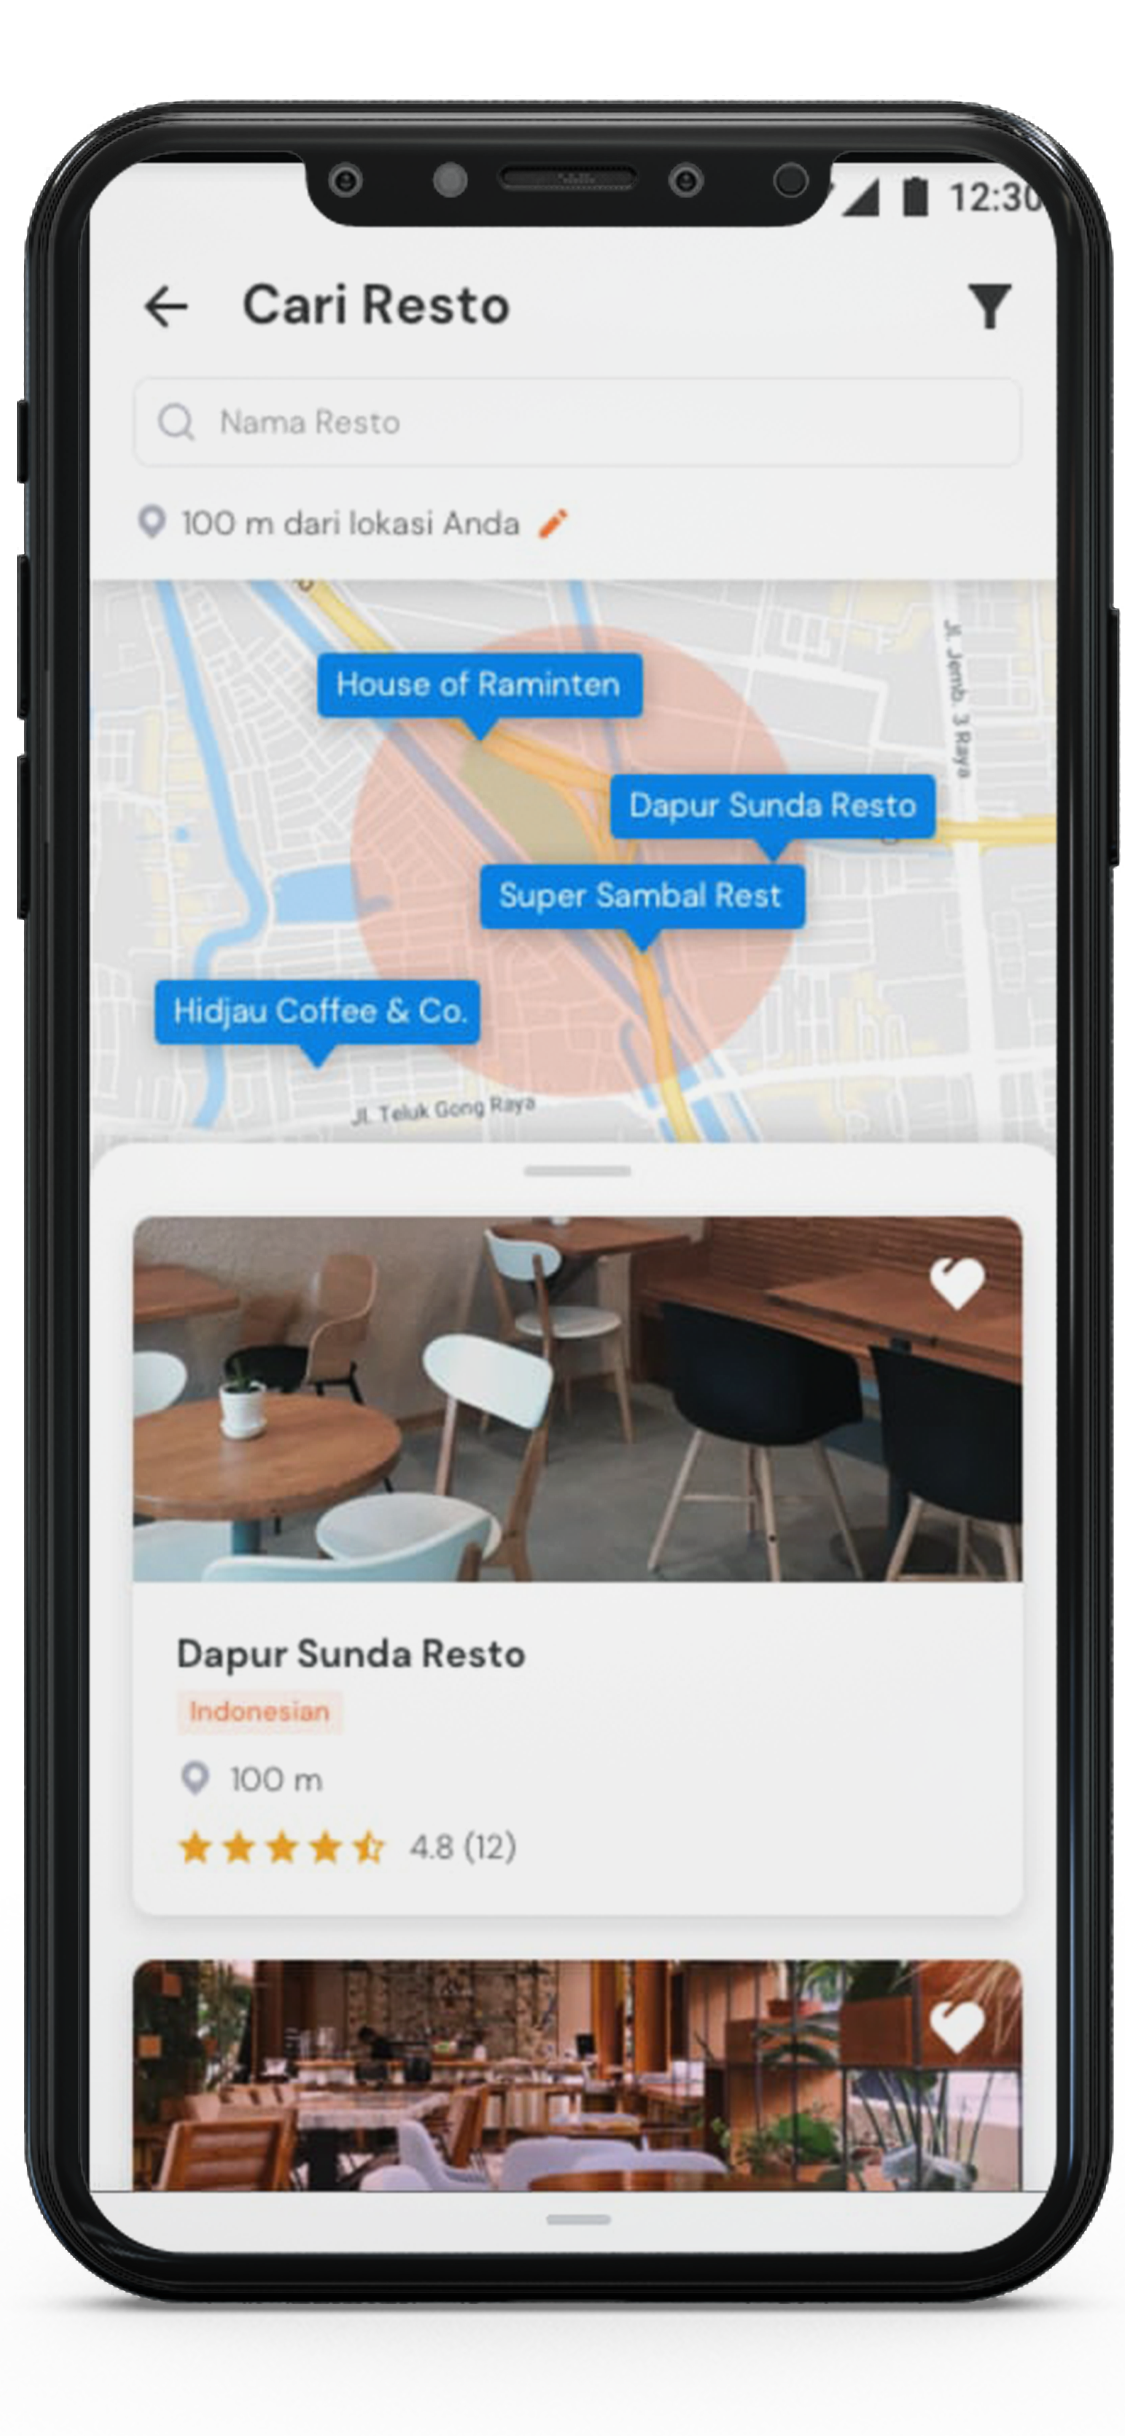 12:30
Cari Resto
Nama Resto
100 m dari lokasi Anda
Jl. Jemb. 3 Raya
House of Raminten
Dapur Sunda Resto
Super Sambal Rest
Hidjau Coffee & Co.
Jl. Teluk Gong Raya
Dapur Sunda Resto
Indonesian
100 m
4.8 (12)